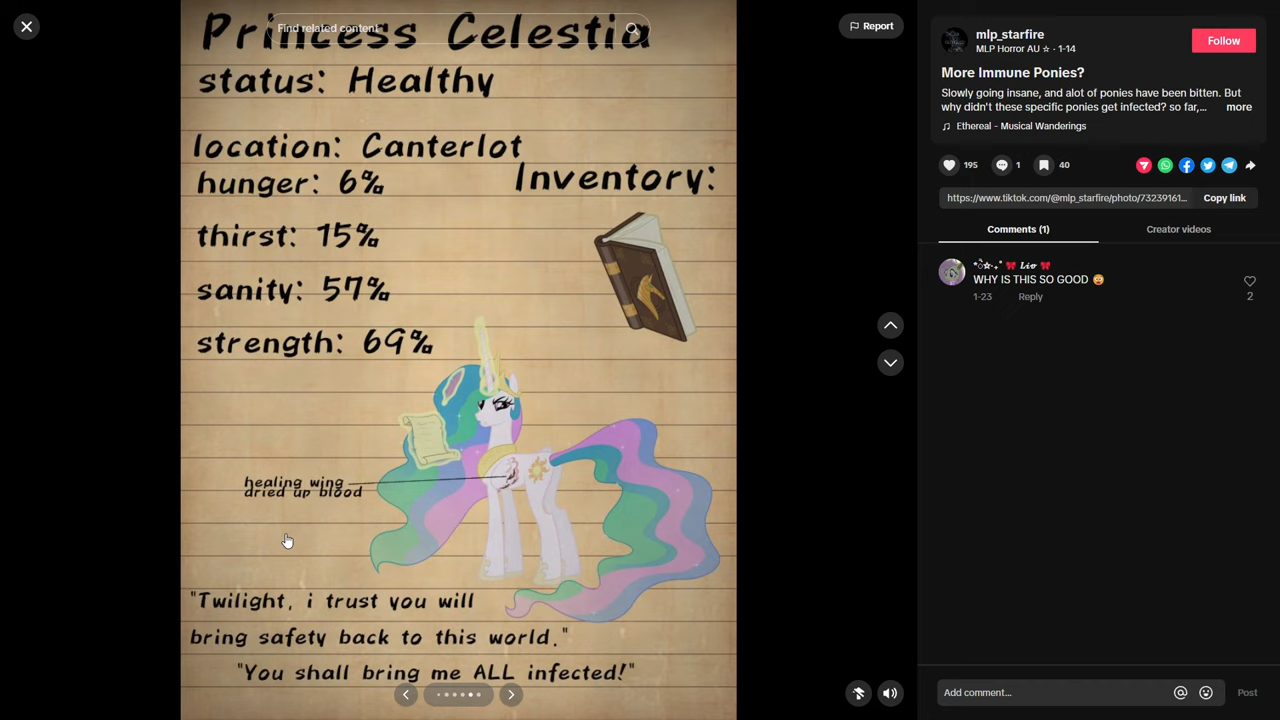 Princess Celestia
Find related content
status: Healthy
location: Canterlot
hunger: 6%
Inventory:
thirst: 15%
sanity: 57%
strength: 69%
healing wing
dried up blood
"Twilight, i trust you will
bring safety back to this world."
"You shall bring me ALL infected!"
Report
mlp_starfire
MLP Horror AU ☆ · 1-14
Follow
More Immune Ponies?
Slowly going insane, and alot of ponies have been bitten. But
why didn't these specific ponies get infected? so far,... more
Ethereal - Musical Wanderings
195
1
40
https://www.tiktok.com/@mlp_starfire/photo/73239161...
Copy link
Comments (1)
Creator videos
𝑳𝒊𝒐
WHY IS THIS SO GOOD 😩
1-23
Reply
2
Add comment...
Post